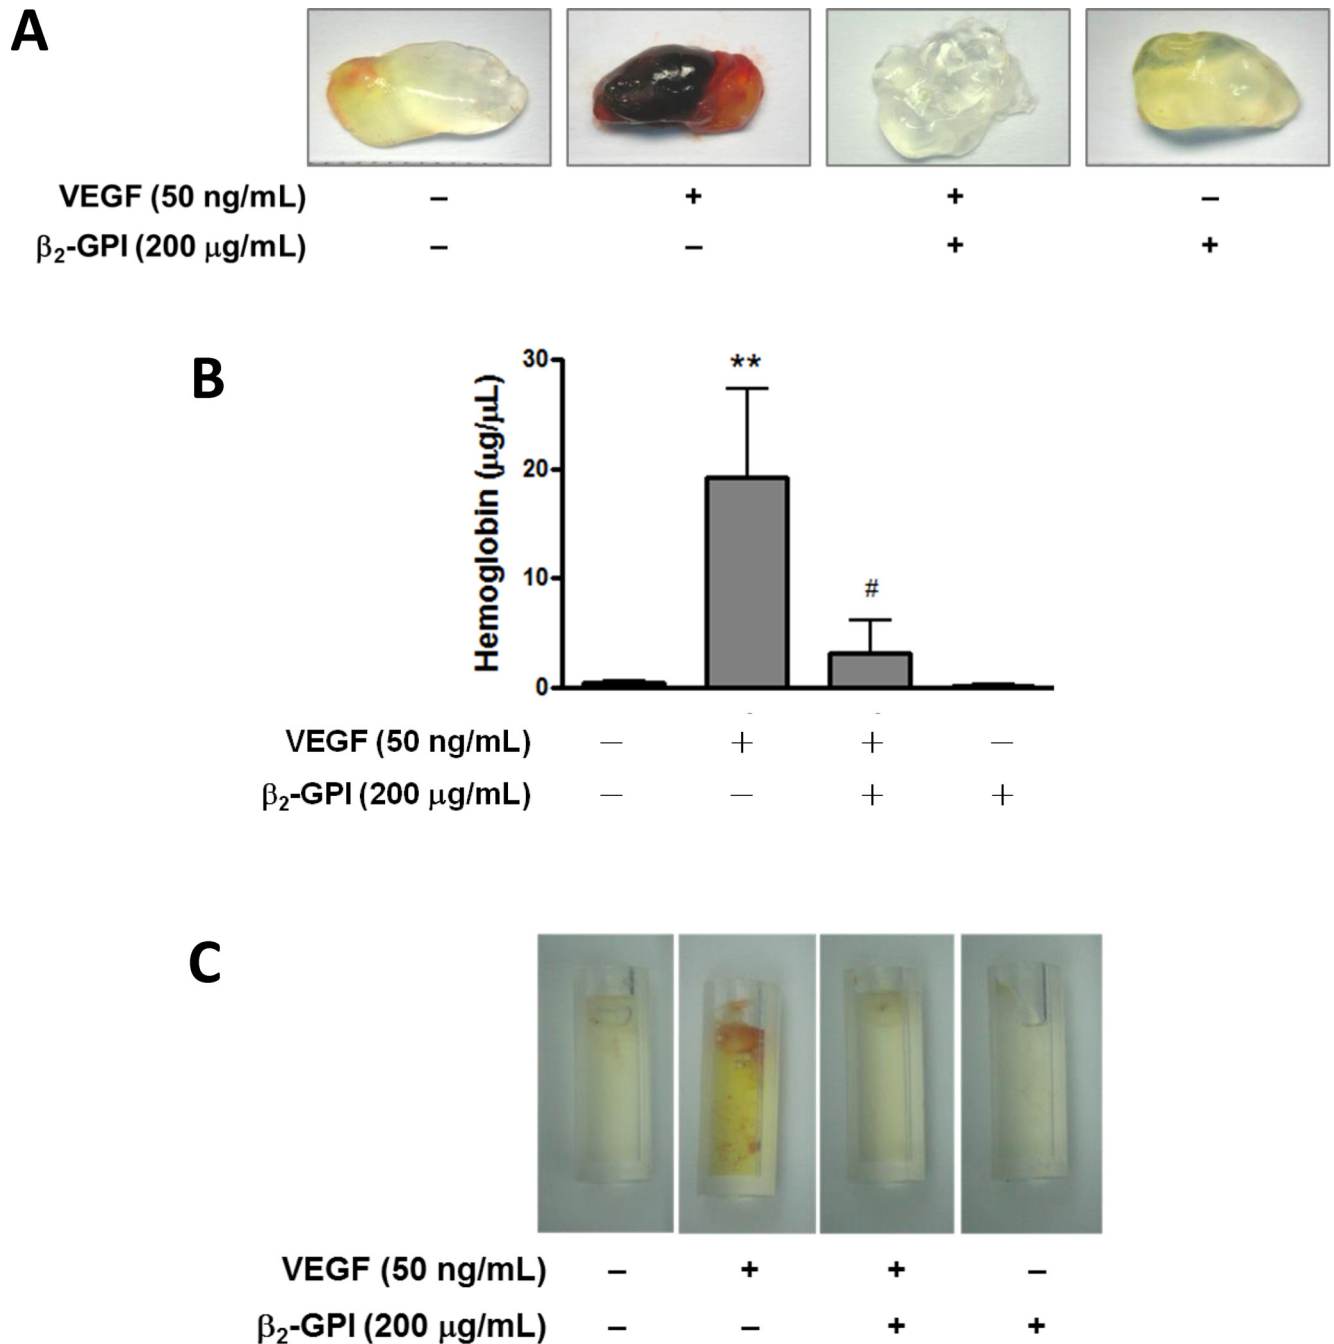 A
VEGF (50 ng/mL) – + + –
β₂-GPI (200 μg/mL) – – + +
B
Hemoglobin (μg/μL)
30
20
10
0
**
#
VEGF (50 ng/mL) – + + –
β₂-GPI (200 μg/mL) – – + +
C
VEGF (50 ng/mL) – + + –
β₂-GPI (200 μg/mL) – – + +